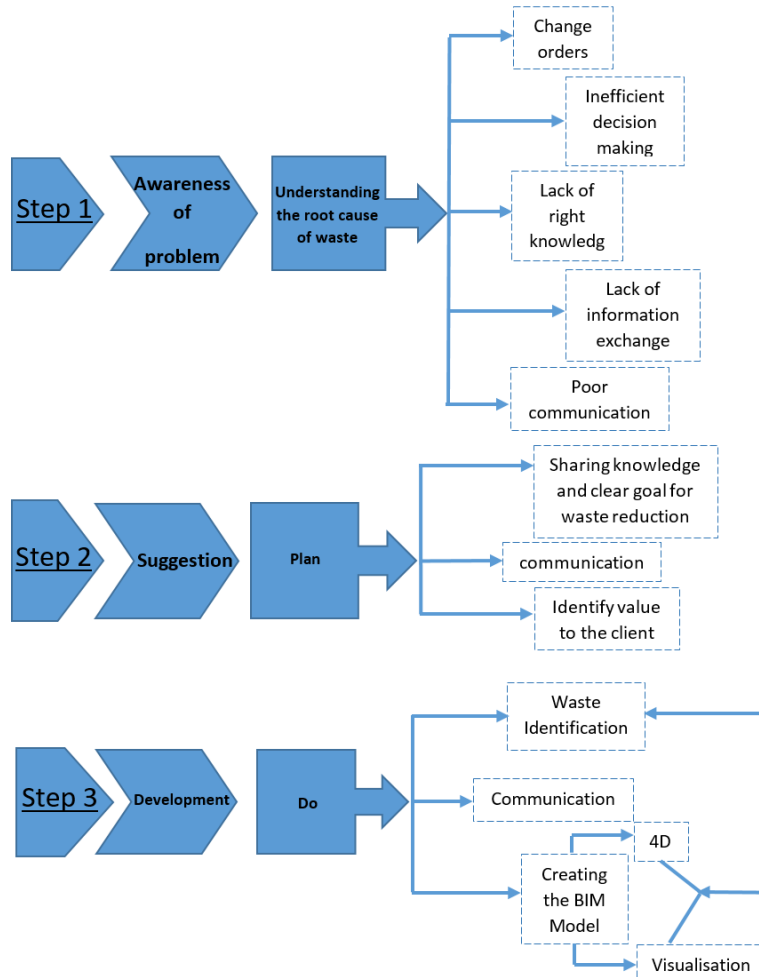 Change
orders
Inefficient
decision
making
Step 1
Awareness
of
problem
Understanding
the root cause
of waste
Lack of
right
knowledg
Lack of
information
exchange
Poor
communication
Sharing knowledge
and clear goal for
waste reduction
Step 2
Suggestion
Plan
communication
Identify value
to the client
Waste
Identification
Step 3
Development
Do
Communication
4D
Creating
the BIM
Model
Visualisation